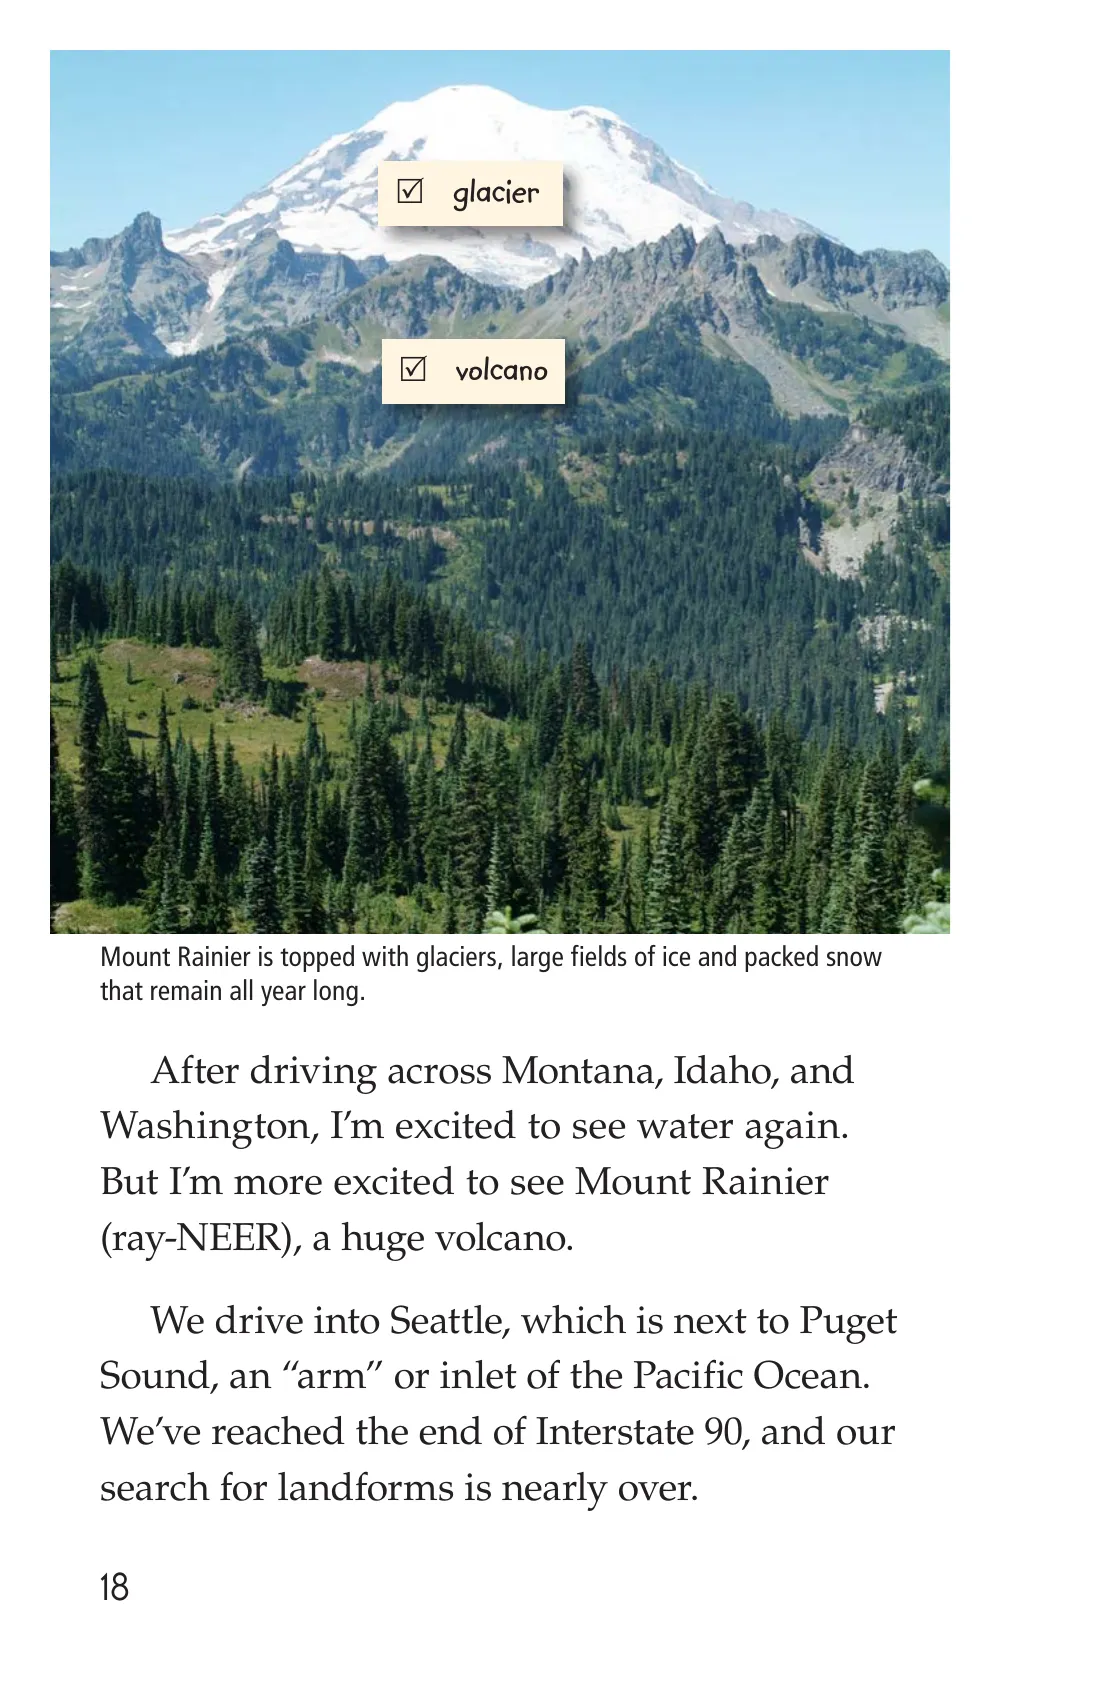 glacier
volcano
Mount Rainier is topped with glaciers, large fields of ice and packed snow
that remain all year long.
After driving across Montana, Idaho, and
Washington, I’m excited to see water again.
But I’m more excited to see Mount Rainier
(ray-NEER), a huge volcano.
We drive into Seattle, which is next to Puget
Sound, an “arm” or inlet of the Pacific Ocean.
We’ve reached the end of Interstate 90, and our
search for landforms is nearly over.
18